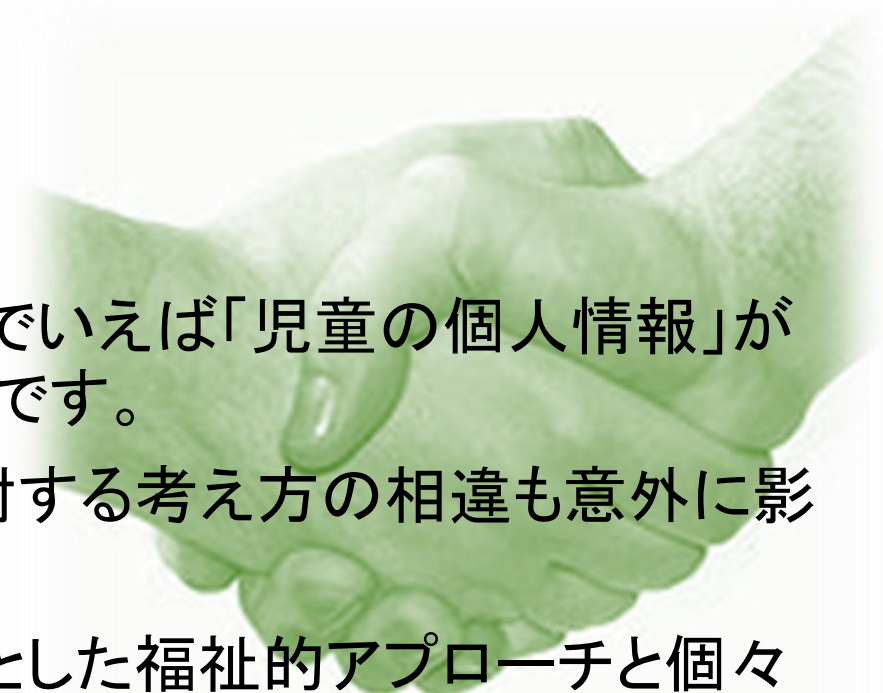 でいえば「児童の個人情報」が
です。
する考え方の相違も意外に影
とした福祉的アプローチと個々